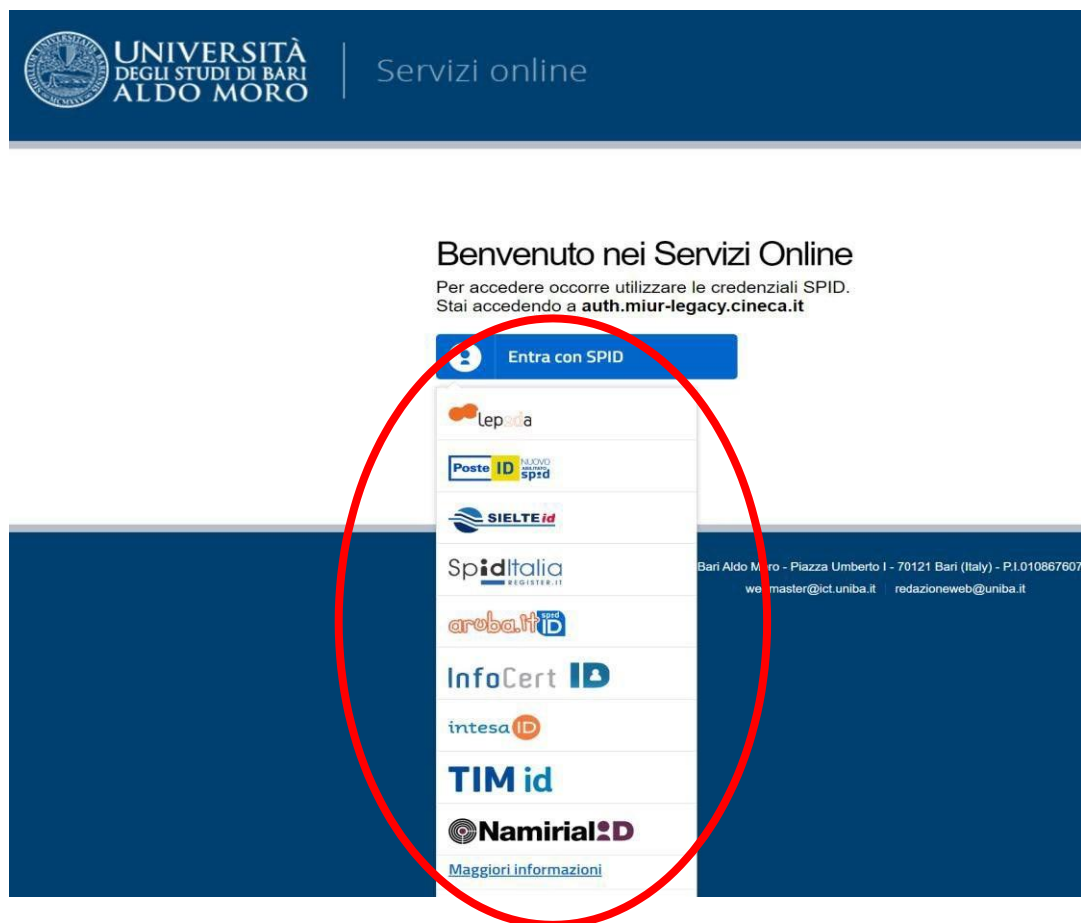 UNIVERSITÀ
DEGLI STUDI DI BARI
ALDO MORO
Servizi online
Benvenuto nei Servizi Online
Per accedere occorre utilizzare le credenziali SPID.
Stai accedendo a auth.miur-legacy.cineca.it
Entra con SPID
Lepida
Poste ID NUOVO spid
SIELTE id
SpidItalia
REGISTER.IT
aruba.it spid ID
InfoCert ID
intesa ID
TIM id
Namirial ID
Maggiori informazioni
Bari Aldo Moro - Piazza Umberto I - 70121 Bari (Italy) - P.I.010867607
webmaster@ict.uniba.it redazioneweb@uniba.it